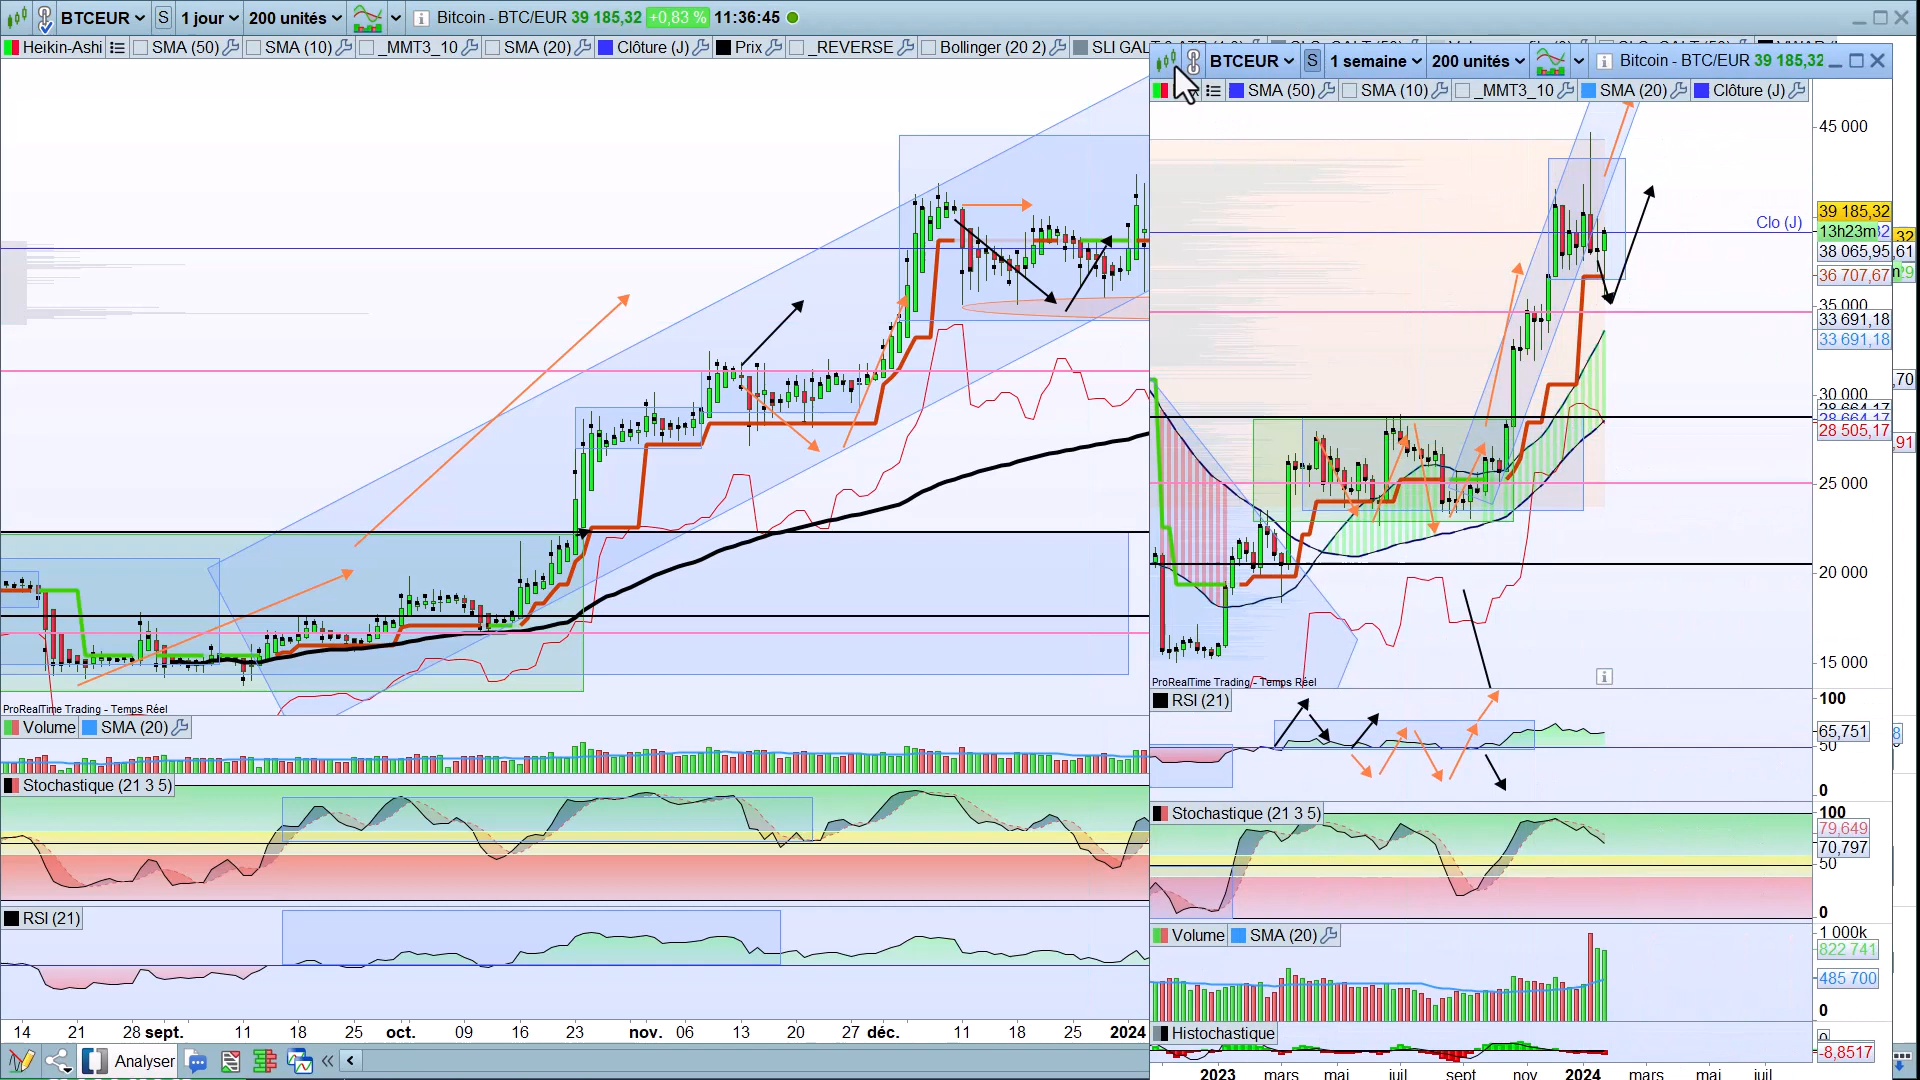 BTCEUR S 1 jour 200 unités Bitcoin - BTC/EUR 39 185,32 +0,83 % 11:36:45
Heikin-Ashi SMA (50) SMA (10) _MMT3_10 SMA (20) Clôture (J) Prix _REVERSE Bollinger (20 2)
BTCEUR S 1 semaine 200 unités Bitcoin - BTC/EUR 39 185,32
SMA (50) SMA (10) _MMT3_10 SMA (20) Clôture (J)
45 000
39 185,32
Clo (J)
13h23m
38 065,95
36 707,67
35 000
33 691,18
33 691,18
30 000
28 664,17
28 505,17
25 000
20 000
15 000
ProRealTime Trading - Temps Réel
ProRealTime Trading - Temps Réel
Volume SMA (20)
Stochastique (21 3 5)
RSI (21)
RSI (21)
100
65,751
50
0
Stochastique (21 3 5)
100
79,649
70,797
50
0
Volume SMA (20)
1 000k
822 741
485 700
0
Histochastique
-8,8517
14 21 28 sept. 11 18 25 oct. 09 16 23 nov. 06 13 20 27 déc. 11 18 25 2024
2023 mars mai juil sept nov 2024 mars mai juil
Analyser